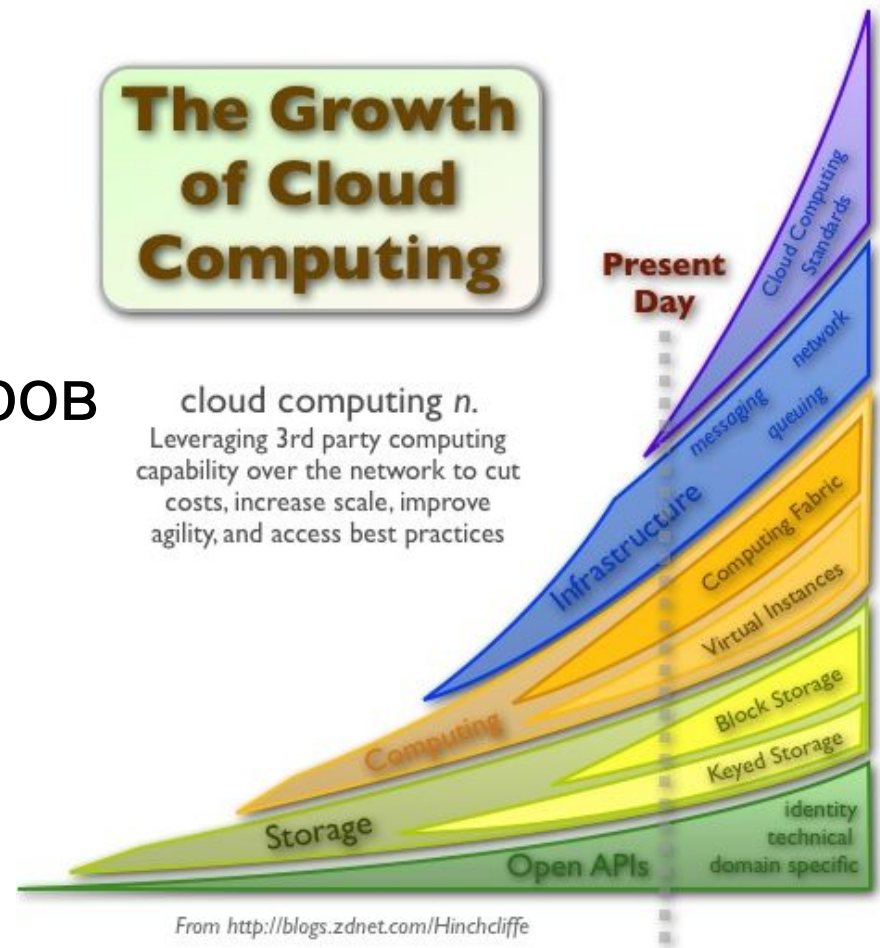 The Growth
of Cloud
Computing
Present
Day
ООВ
cloud computing n.
Leveraging 3rd party computing
capability over the network to cut
costs, increase scale, improve
agility, and access best practices
Cloud Computing
Standards
network
messaging
queuing
Infrastructure
Computing Fabric
Virtual Instances
Computing
Block Storage
Keyed Storage
Storage
identity
technical
domain specific
Open APIs
From http://blogs.zdnet.com/Hinchcliffe